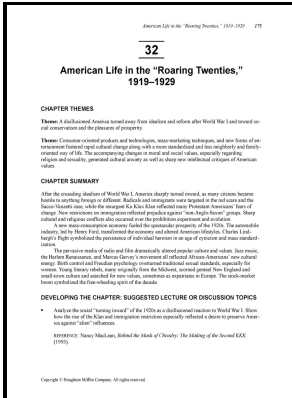 American Life in the "Roaring Twenties," 1919–1929 175
32
American Life in the "Roaring Twenties,"
1919–1929
CHAPTER THEMES
Theme: A disillusioned America turned away from idealism and reform after World War I and toward so-
cial conservatism and the pleasures of prosperity.
Theme: Consumer-oriented products and technologies, mass-marketing techniques, and new forms of en-
tertainment fostered rapid cultural change along with a more standardized and less neighborly and family-
oriented way of life. The accompanying changes in moral and social values, especially regarding
religion and sexuality, generated cultural anxiety as well as sharp new intellectual critiques of American
values.
CHAPTER SUMMARY
After the crusading idealism of World War I, America sharply turned inward, as many citizens became
hostile to anything foreign or different. Radicals and immigrants were targeted in the red scare and the
Sacco-Vanzetti case, while the resurgent Ku Klux Klan reflected many Protestant Americans' fears of
change. New restrictions on immigration reflected prejudice against "non-Anglo-Saxon" groups. Sharp
cultural and religious conflicts also occurred over the prohibition experiment and evolution.
A new mass-consumption economy fueled the spectacular prosperity of the 1920s. The automobile
industry, led by Henry Ford, transformed the economy and altered American lifestyles. Charles Lind-
bergh's flight symbolized the persistence of individual heroism in an age of cynicism and mass standard-
ization.
The pervasive media of radio and film dramatically altered popular culture and values. Jazz music,
the Harlem Renaissance, and Marcus Garvey's movement all reflected African-Americans' new cultural
energy. Birth control and Freudian psychology overturned traditional sexual standards, especially for
women. Young literary rebels, many originally from the Midwest, scorned genteel New England and
small-town culture and searched for new values, sometimes as expatriates in Europe. The stock-market
boom symbolized the free-wheeling spirit of the decade.
DEVELOPING THE CHAPTER: SUGGESTED LECTURE OR DISCUSSION TOPICS
• Analyze the social "turning inward" of the 1920s as a disillusioned reaction to World War I. Show
how the rise of the Klan and immigration restriction especially reflected a desire to preserve Amer-
ica against "alien" influences.
REFERENCE: Nancy MacLean, Behind the Mask of Chivalry: The Making of the Second KKK
(1995).
Copyright © Houghton Mifflin Company. All rights reserved